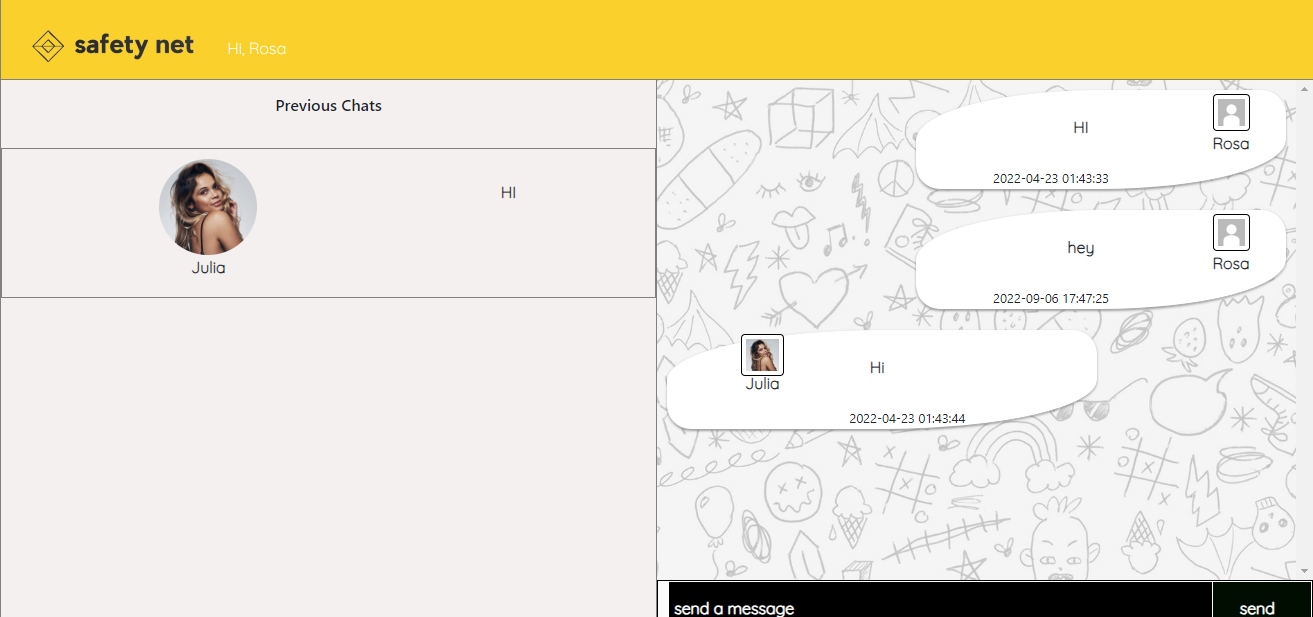 safety net
Hi, Rosa
Previous Chats
HI
Julia
HI
Rosa
2022-04-23 01:43:33
hey
Rosa
2022-09-06 17:47:25
Hi
Julia
2022-04-23 01:43:44
send a message
send